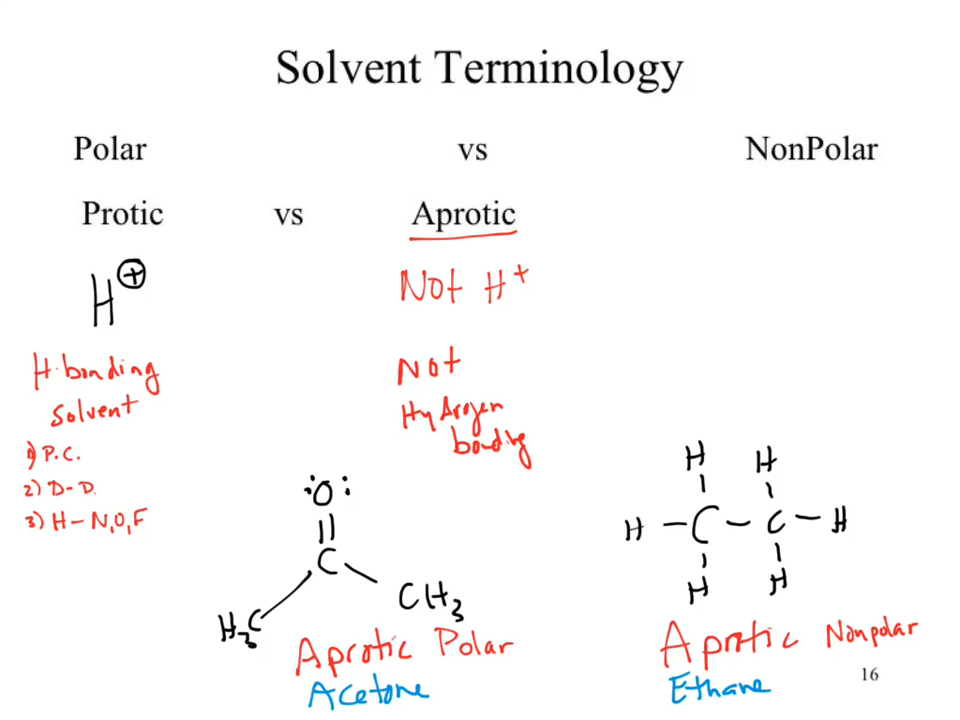 Solvent Terminology
Polar vs NonPolar
Protic vs Aprotic
H⊕
Not H+
H-bonding
Solvent
1) P.C.
2) D-D
3) H-N,O,F
Not
Hydrogen
bonding
:O:
||
C
H3C CH3
Aprotic Polar
Acetone
H H
H - C - C - H
H H
Aprotic Nonpolar
Ethane
16